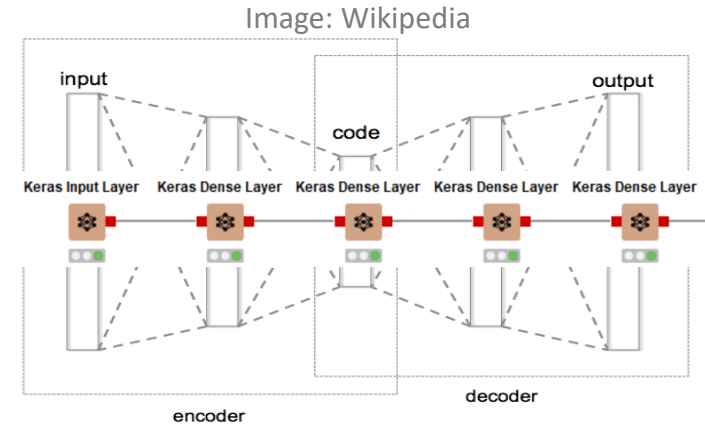 Image: Wikipedia
input
output
code
Keras Input Layer Keras Dense Layer Keras Dense Layer Keras Dense Layer Keras Dense Layer
decoder
encoder